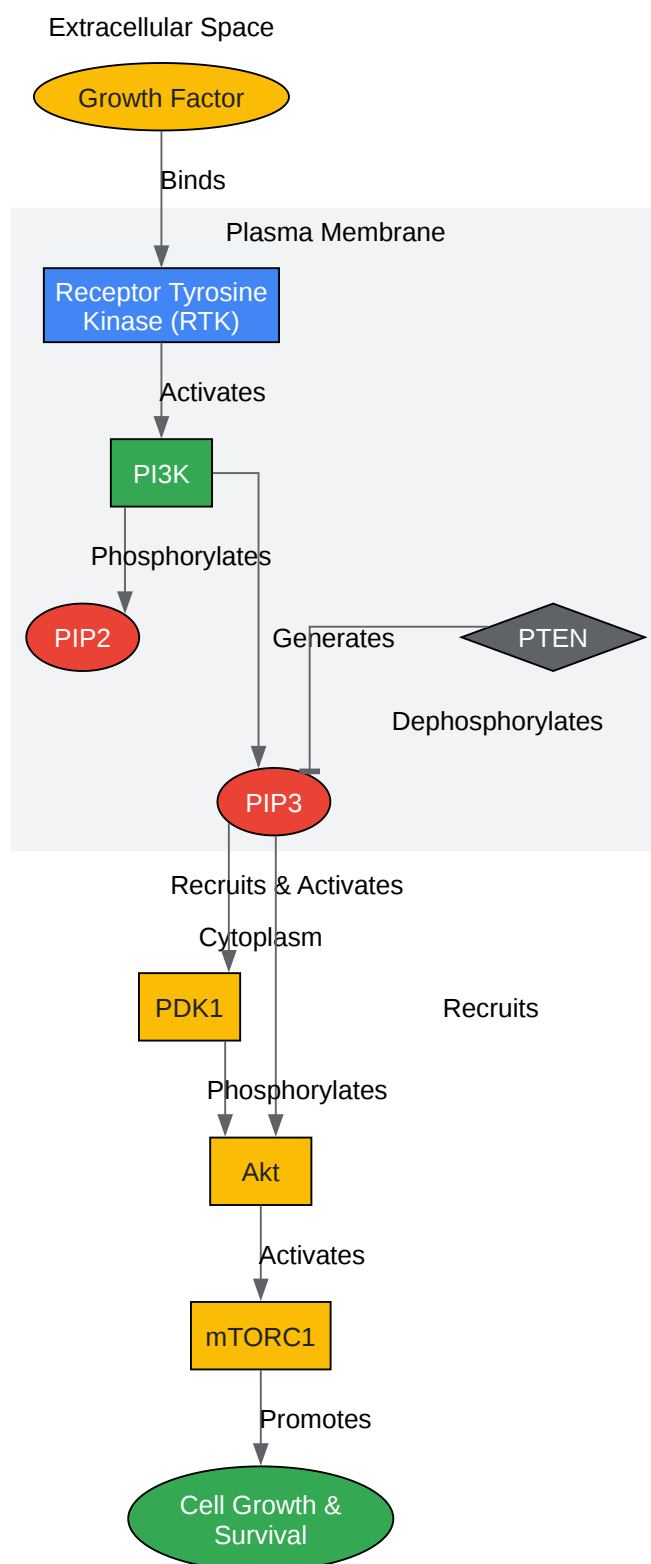 Extracellular Space
Growth Factor
Binds
Plasma Membrane
Receptor Tyrosine
Kinase (RTK)
Activates
PI3K
Phosphorylates
PIP2
Generates
PTEN
Dephosphorylates
PIP3
Recruits & Activates
Cytoplasm
PDK1
Recruits
Phosphorylates
Akt
Activates
mTORC1
Promotes
Cell Growth &
Survival